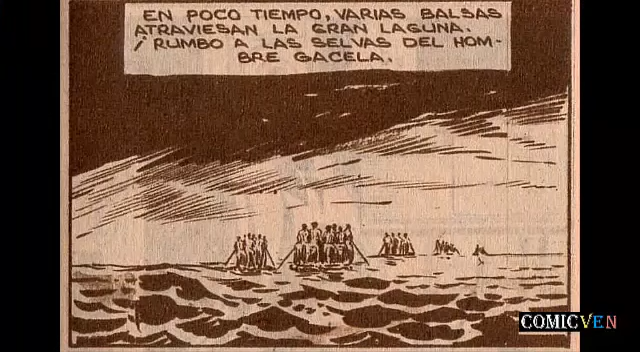 EN POCO TIEMPO, VARIAS BALSAS
ATRAVIESAN LA GRAN LAGUNA.
¡RUMBO A LAS SELVAS DEL HOM-
BRE GACELA.
COMICVEN